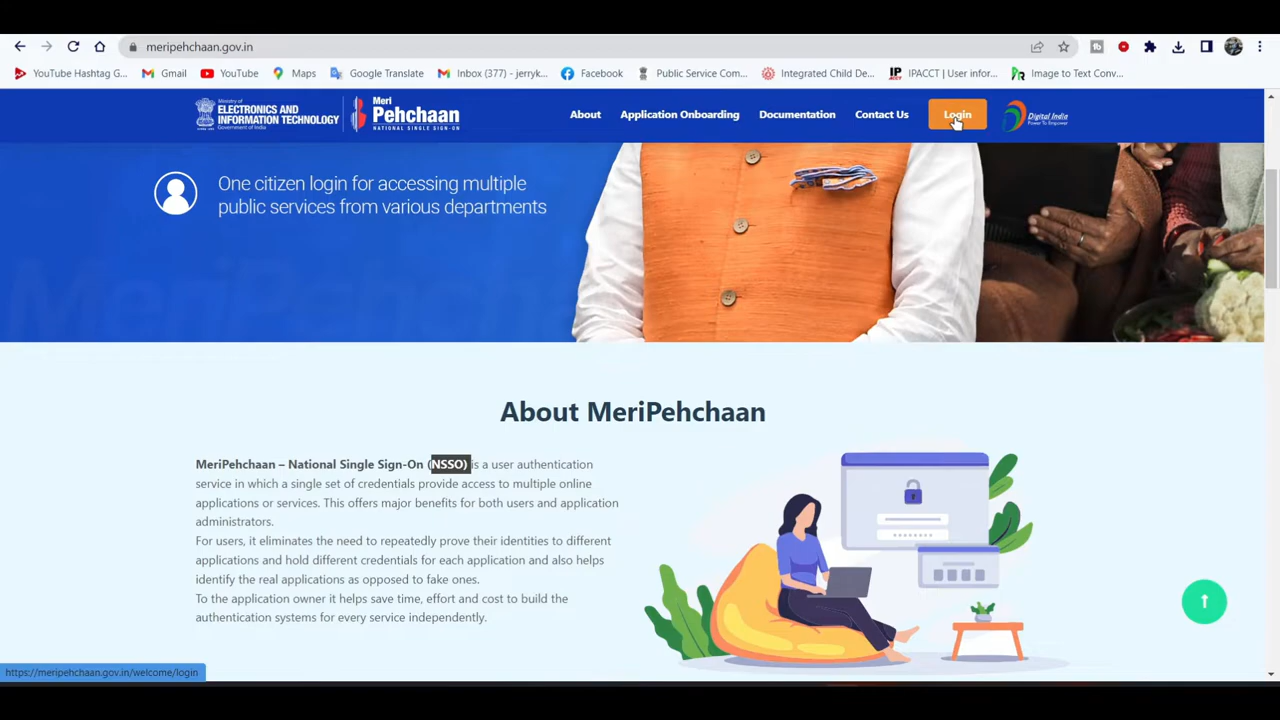 meripehchaan.gov.in
YouTube Hashtag G...
Gmail
YouTube
Maps
Google Translate
Inbox (377) - jerryk...
Facebook
Public Service Com...
Integrated Child De...
IPACCT | User infor...
Image to Text Conv...
Ministry of
ELECTRONICS AND
INFORMATION TECHNOLOGY
Government of India
Meri
Pehchaan
NATIONAL SINGLE SIGN-ON
About
Application Onboarding
Documentation
Contact Us
Login
Digital India
Power To Empower
One citizen login for accessing multiple
public services from various departments
About MeriPehchaan
MeriPehchaan – National Single Sign-On (NSSO) is a user authentication
service in which a single set of credentials provide access to multiple online
applications or services. This offers major benefits for both users and application
administrators.
For users, it eliminates the need to repeatedly prove their identities to different
applications and hold different credentials for each application and also helps
identify the real applications as opposed to fake ones.
To the application owner it helps save time, effort and cost to build the
authentication systems for every service independently.
https://meripehchaan.gov.in/welcome/login